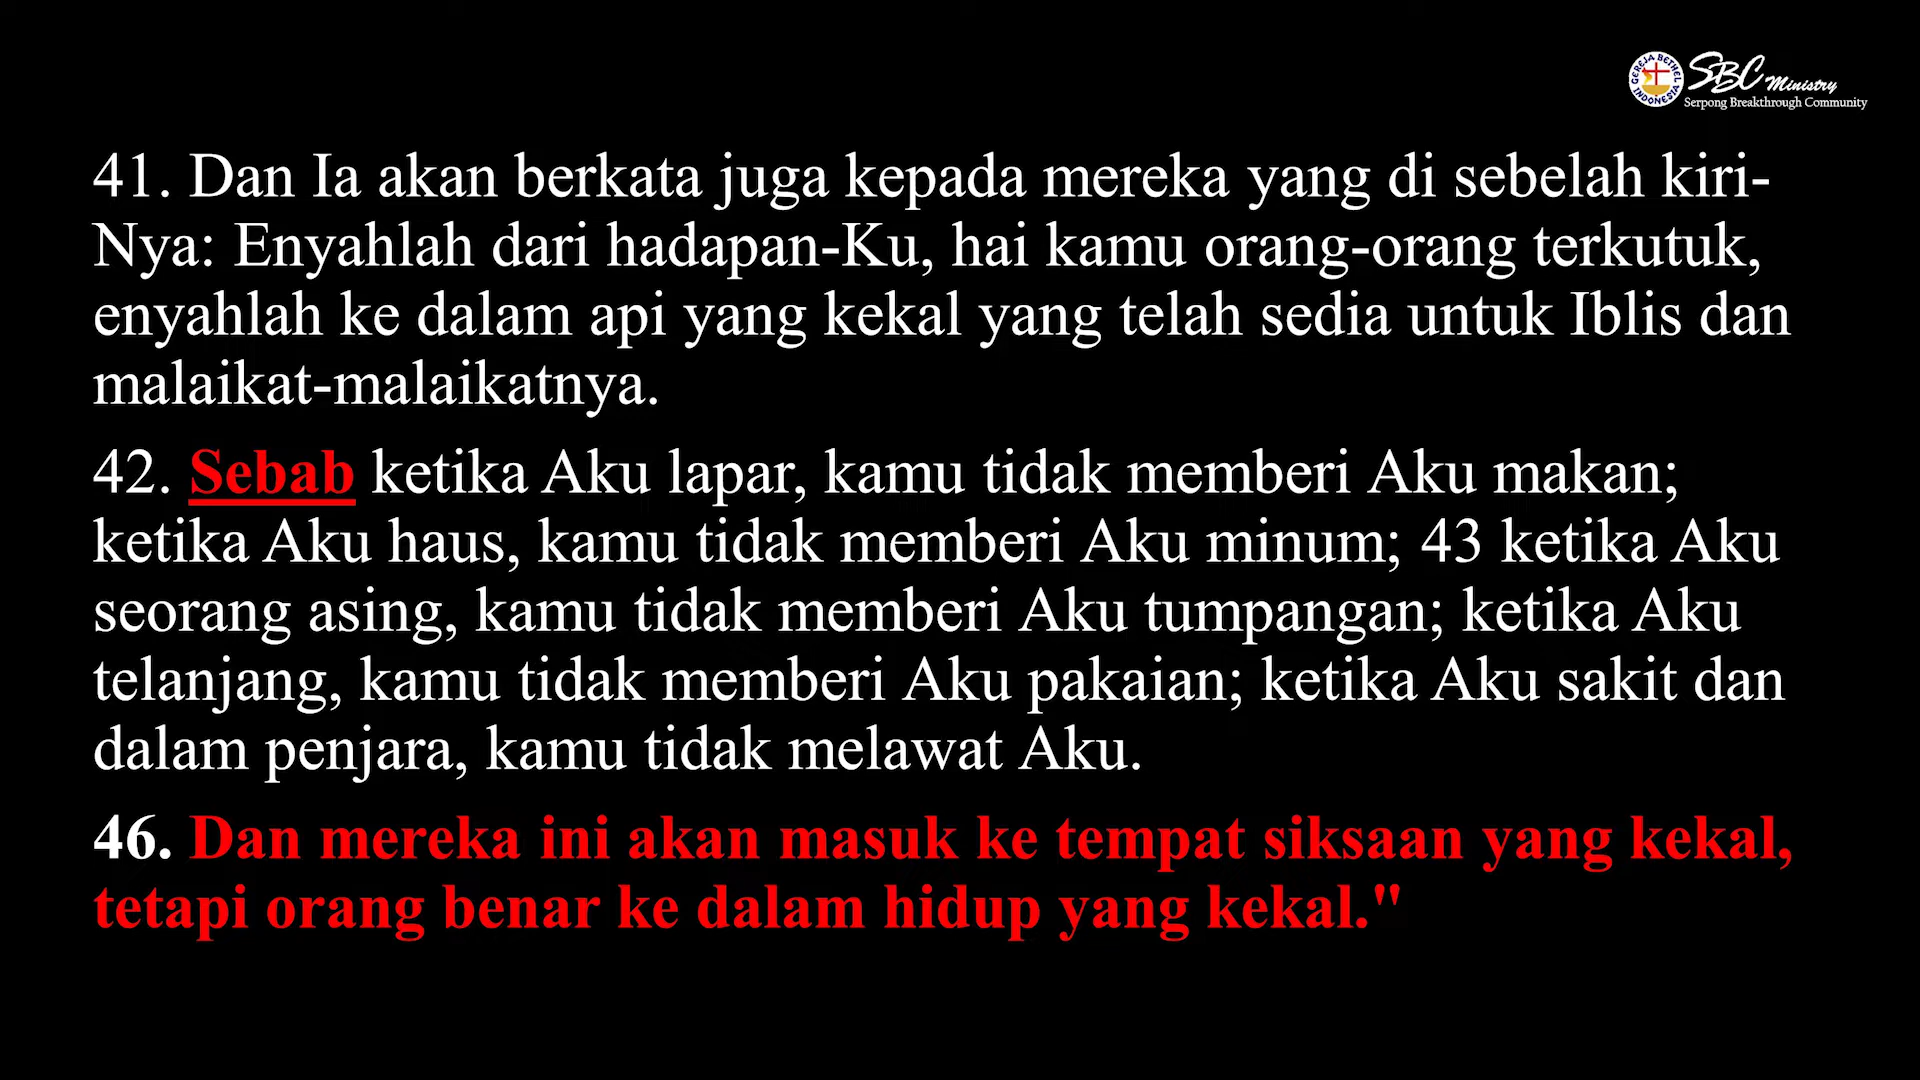 GEREJA BETHEL INDONESIA
SBC Ministry
Serpong Breakthrough Community
41. Dan Ia akan berkata juga kepada mereka yang di sebelah kiri-
Nya: Enyahlah dari hadapan-Ku, hai kamu orang-orang terkutuk,
enyahlah ke dalam api yang kekal yang telah sedia untuk Iblis dan
malaikat-malaikatnya.
42. Sebab ketika Aku lapar, kamu tidak memberi Aku makan;
ketika Aku haus, kamu tidak memberi Aku minum; 43 ketika Aku
seorang asing, kamu tidak memberi Aku tumpangan; ketika Aku
telanjang, kamu tidak memberi Aku pakaian; ketika Aku sakit dan
dalam penjara, kamu tidak melawat Aku.
46. Dan mereka ini akan masuk ke tempat siksaan yang kekal,
tetapi orang benar ke dalam hidup yang kekal."